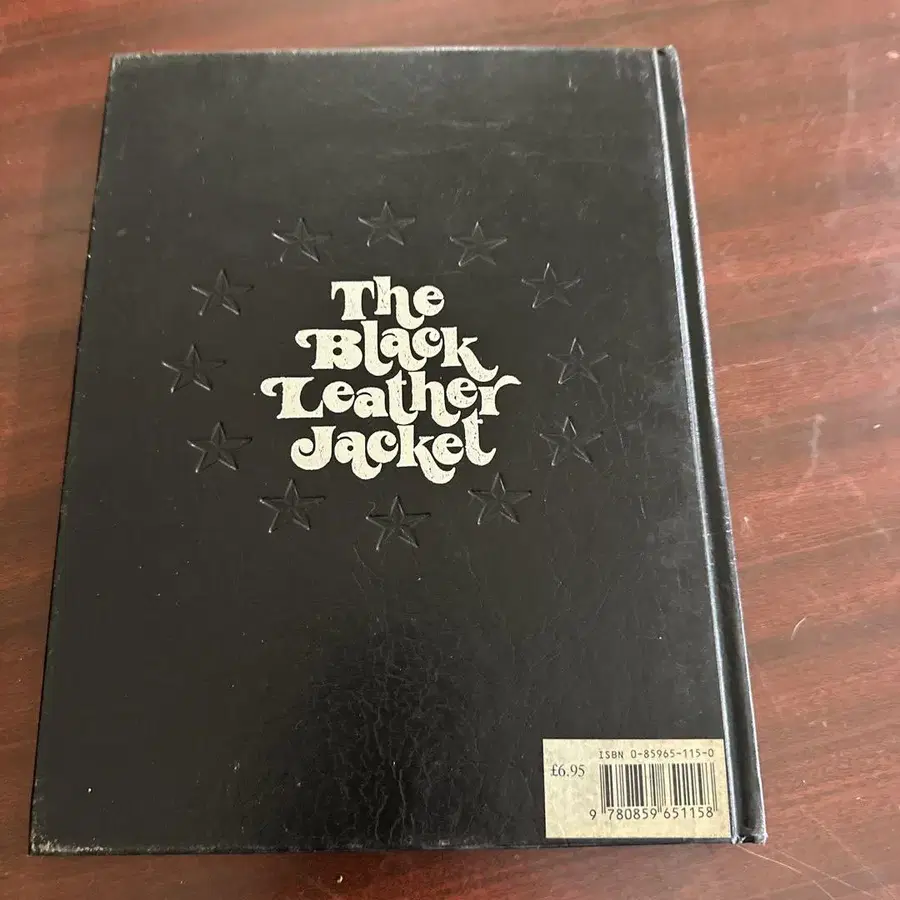 The
Black
Leather
Jacket
ISBN 0-85965-115-0
£6.95
9 780859 651158